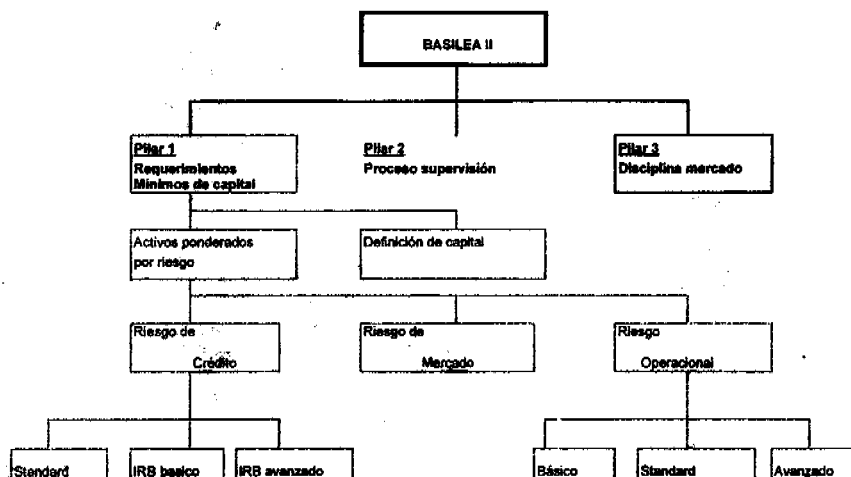 BASILEA II
Pilar 1
Requerimientos
Mínimos de capital
Pilar 2
Proceso supervisión
Pilar 3
Disciplina mercado
Activos ponderados
por riesgo
Definición de capital
Riesgo de
Crédito
Riesgo de
Mercado
Riesgo
Operacional
Standard
IRB basico
IRB avanzado
Básico
Standard
Avanzado